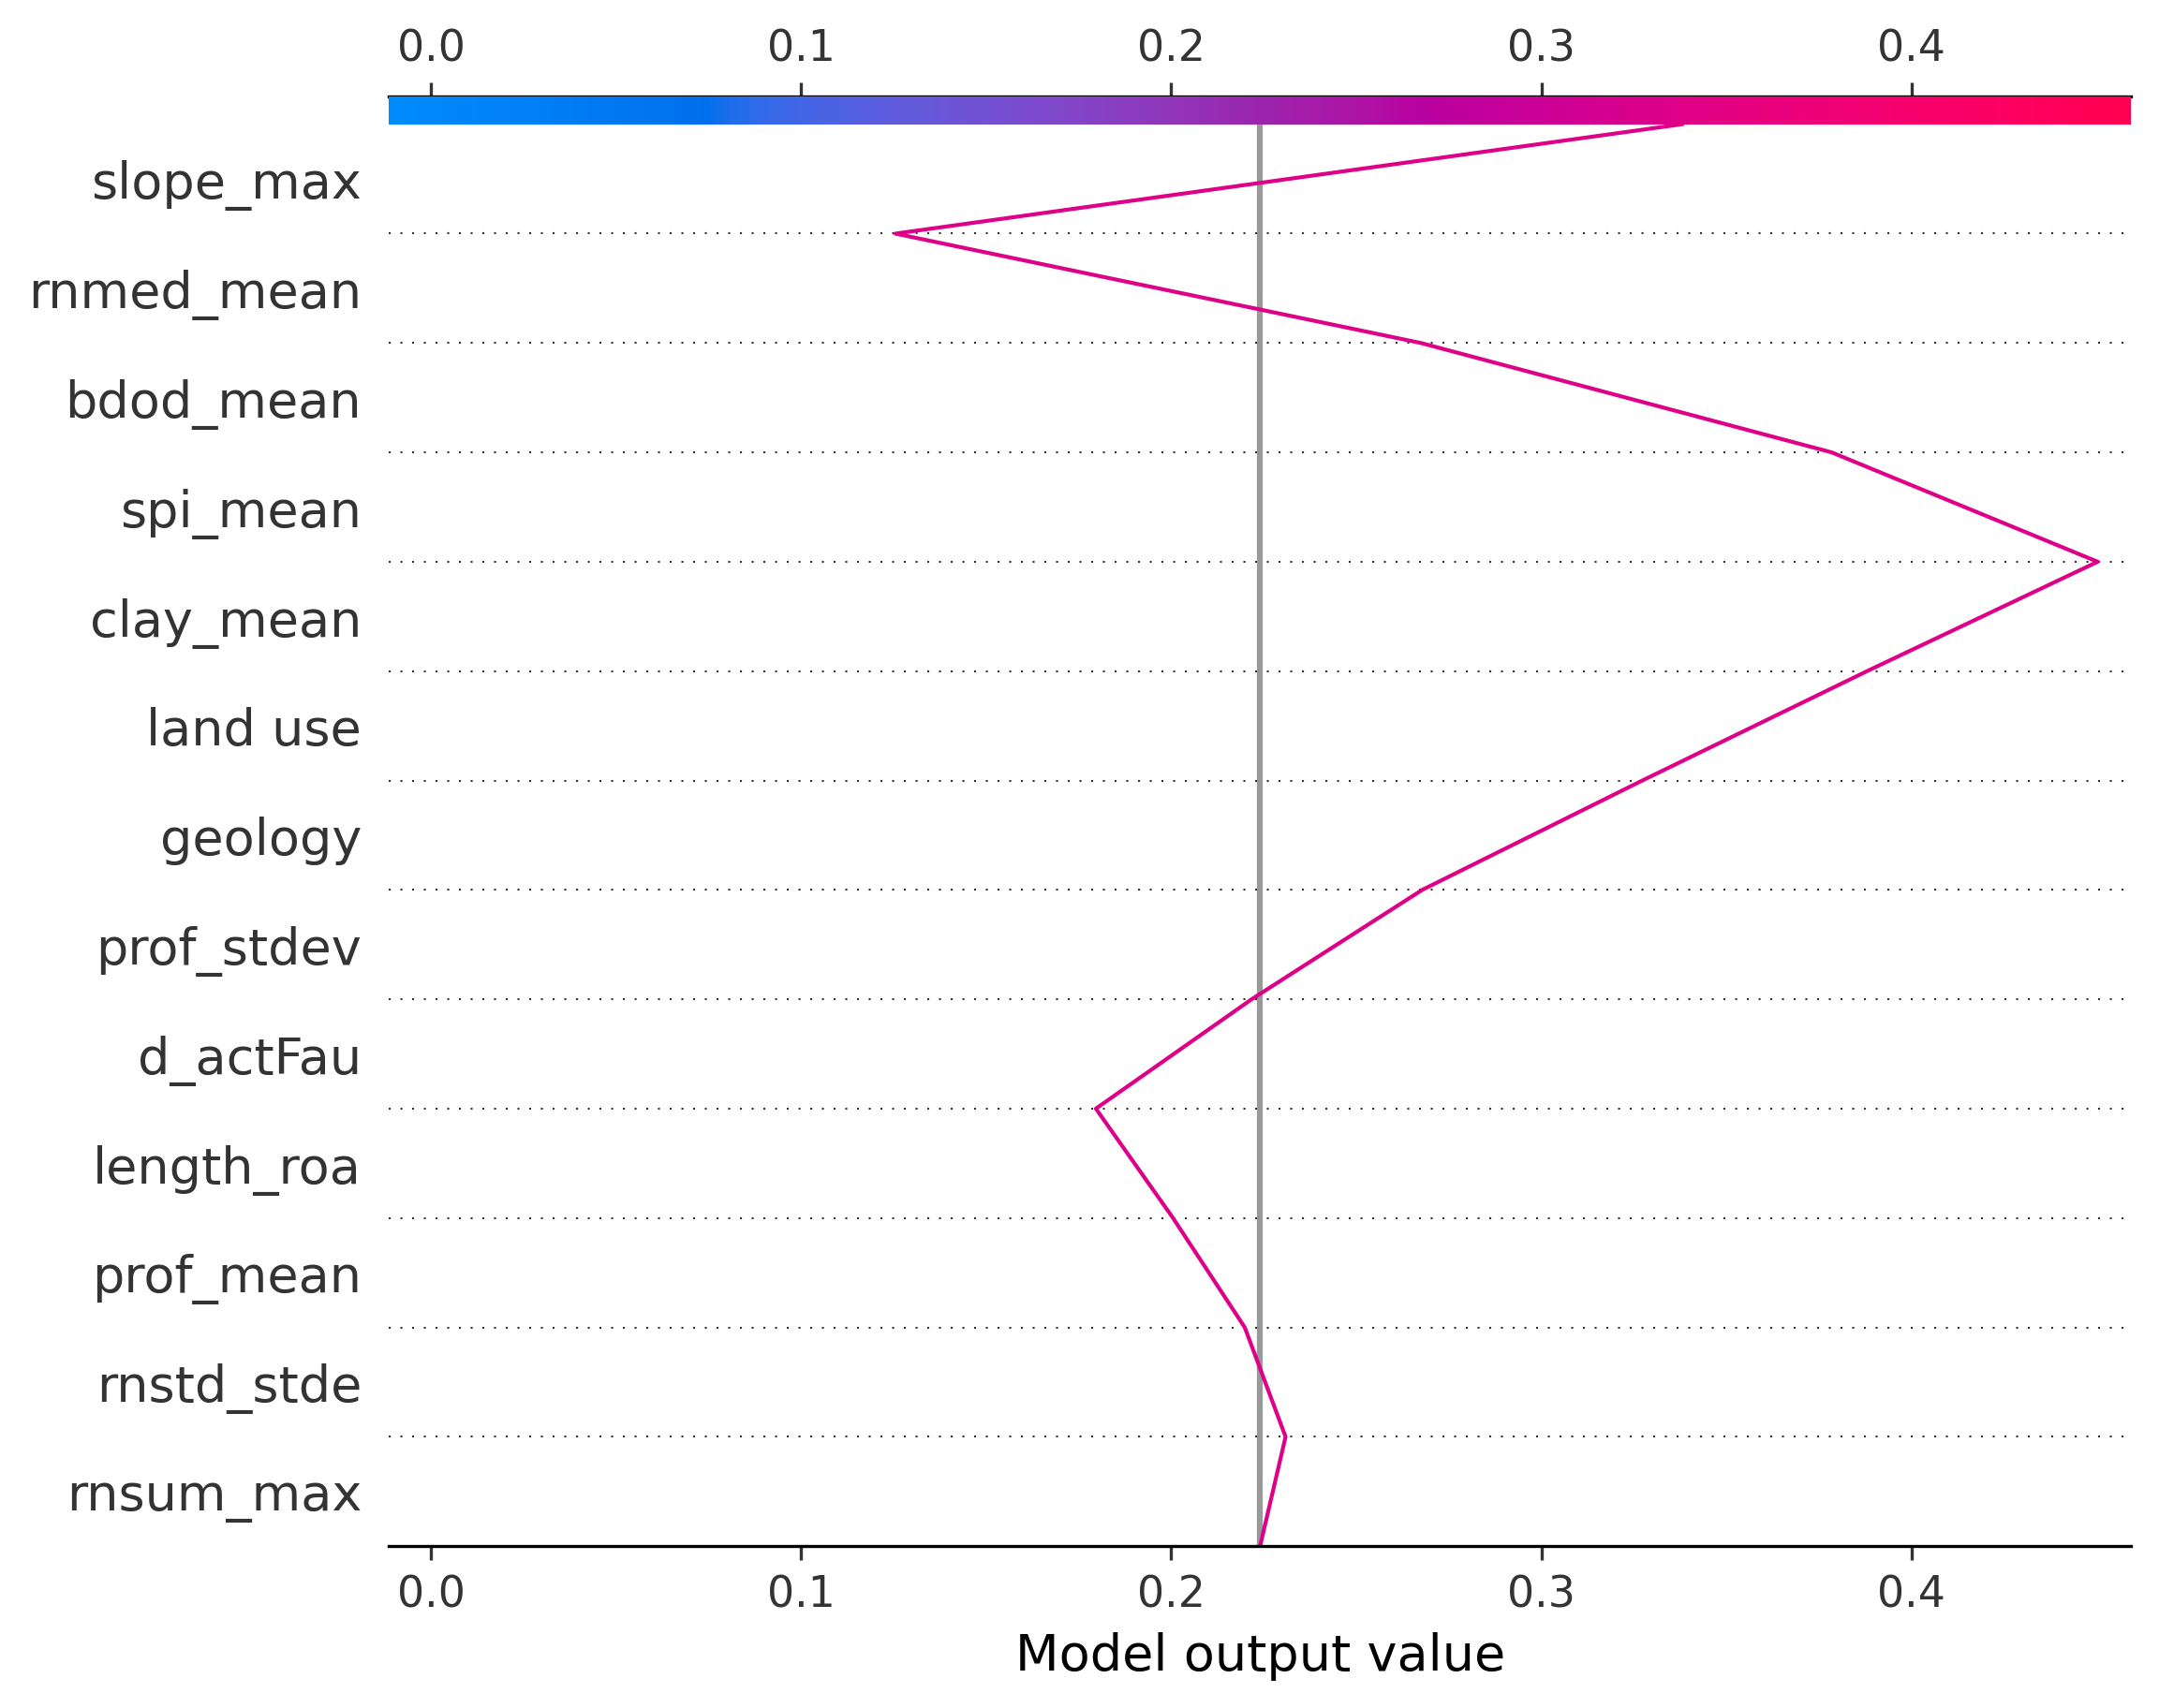 0.0 0.1 0.2 0.3 0.4
slope_max
rnmed_mean
bdod_mean
spi_mean
clay_mean
land use
geology
prof_stdev
d_actFau
length_roa
prof_mean
rnstd_stde
rnsum_max
0.0 0.1 0.2 0.3 0.4
Model output value